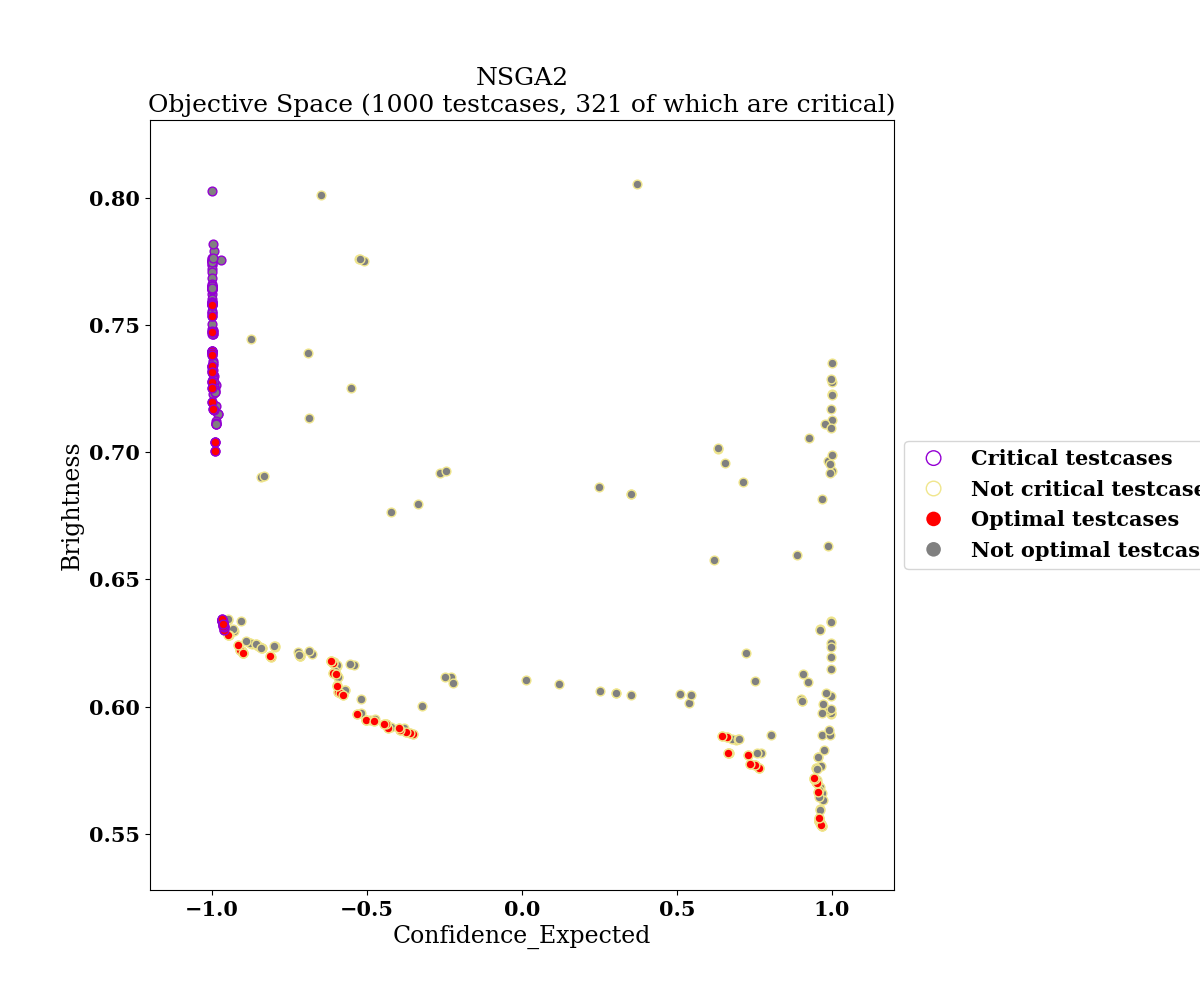 NSGA2
Objective Space (1000 testcases, 321 of which are critical)
0.80
0.75
0.70
0.65
0.60
0.55
Brightness
−1.0
−0.5
0.0
0.5
1.0
Confidence_Expected
Critical testcases
Not critical testcase
Optimal testcases
Not optimal testcas